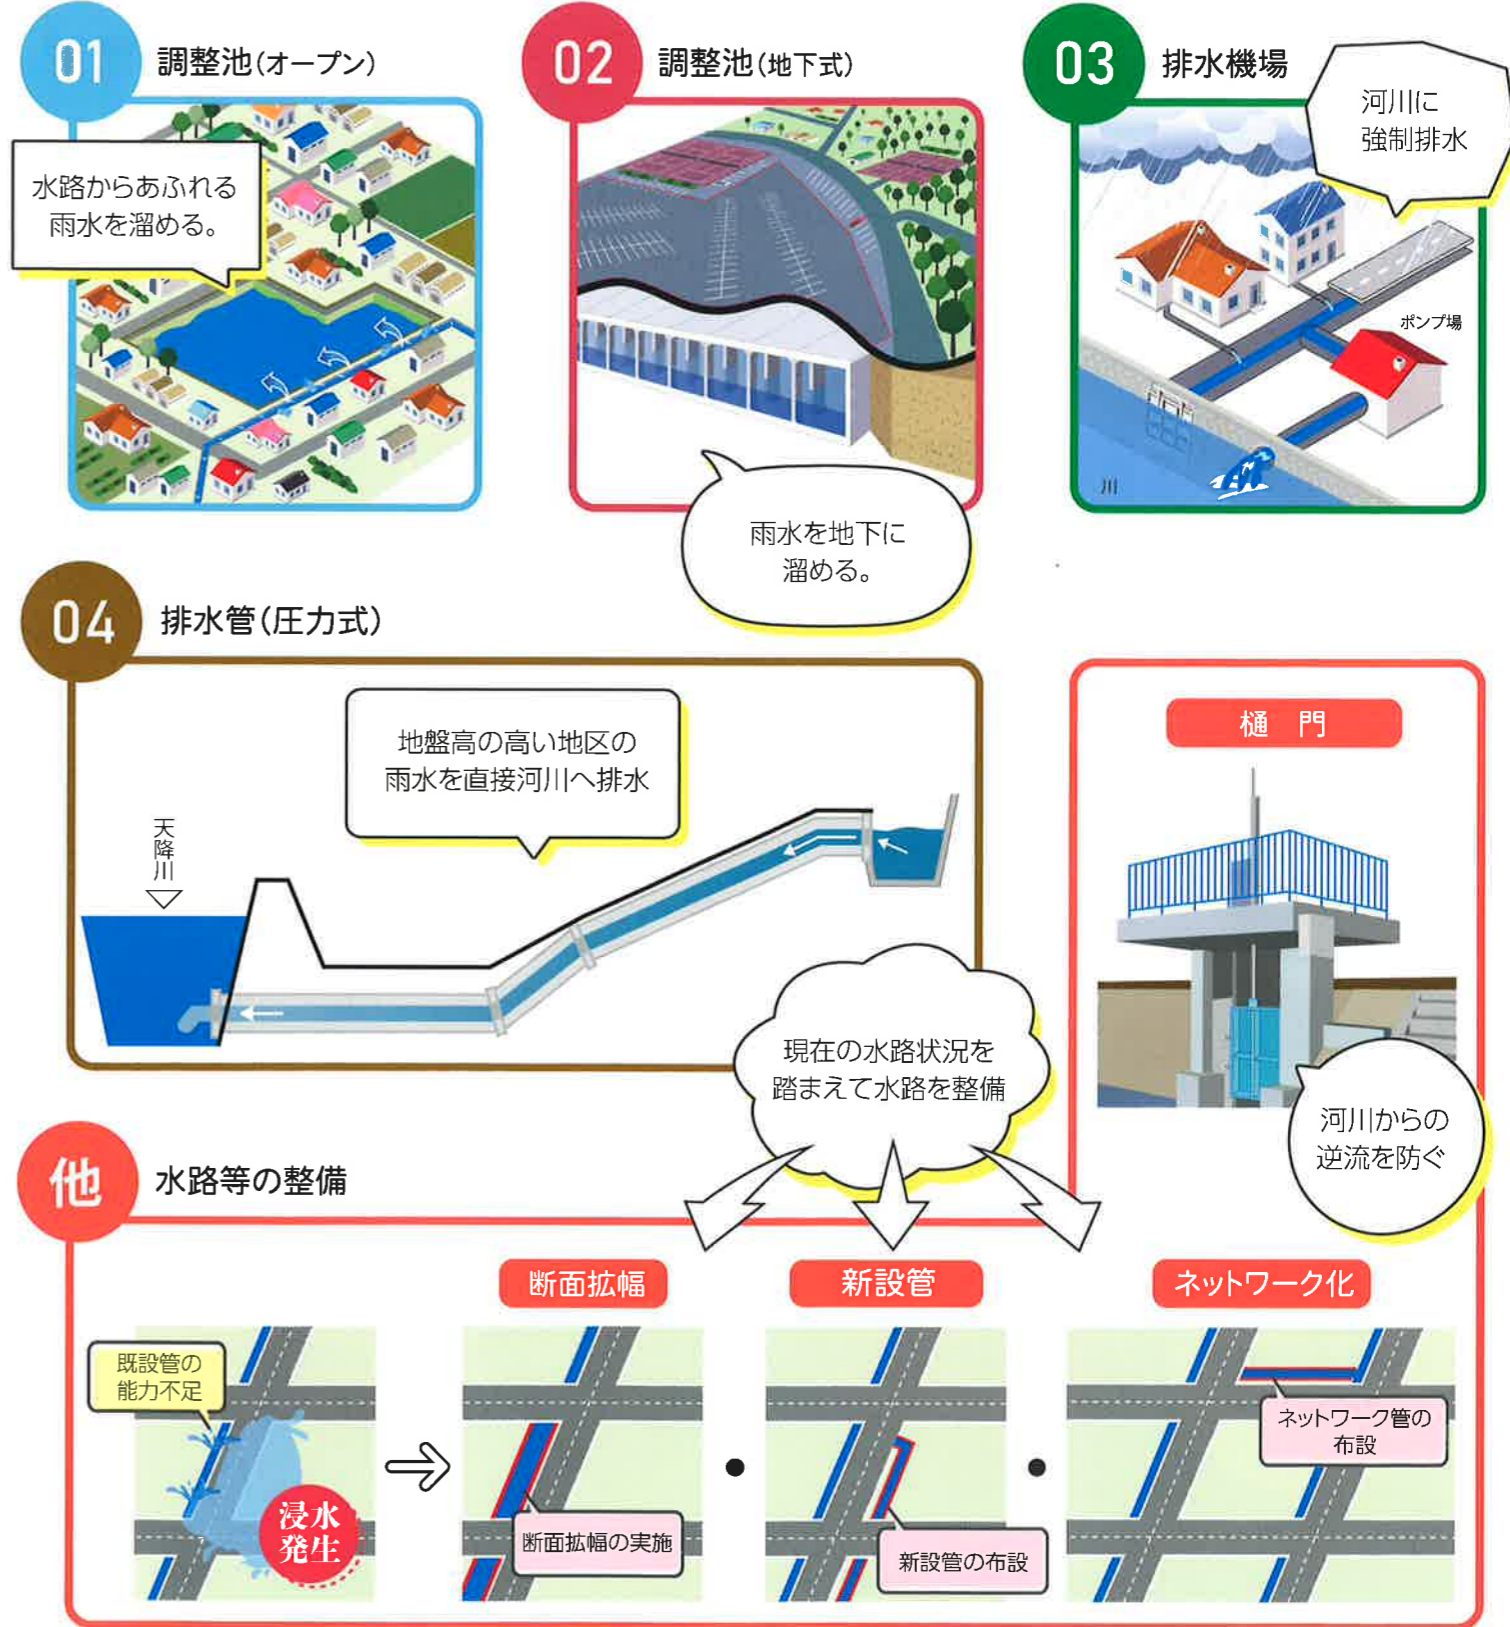 01
調整池(オープン)
水路からあふれる
雨水を溜める。
02
調整池(地下式)
雨水を地下に
溜める。
03
排水機場
河川に
強制排水
ポンプ場
川
04
排水管(圧力式)
地盤高の高い地区の
雨水を直接河川へ排水
天降川
樋 門
河川からの
逆流を防ぐ
他
水路等の整備
現在の水路状況を
踏まえて水路を整備
既設管の
能力不足
浸水
発生
断面拡幅
断面拡幅の実施
新設管
新設管の布設
ネットワーク化
ネットワーク管の
布設